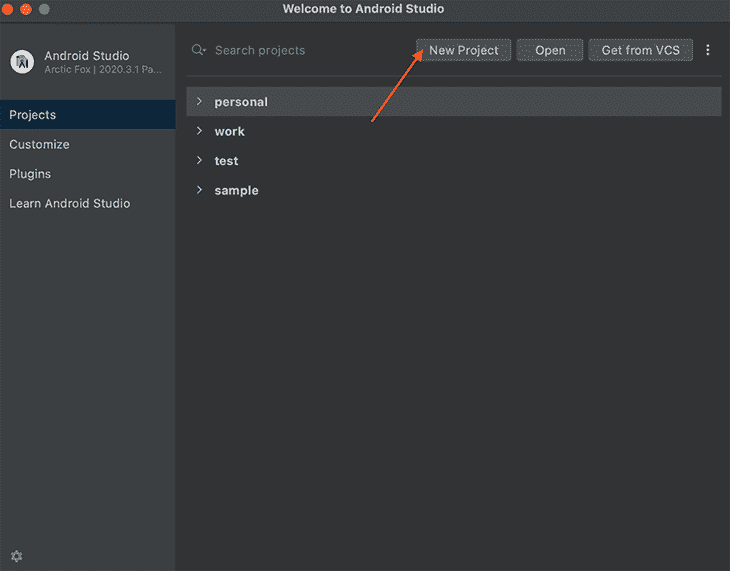 Welcome to Android Studio
Android Studio
Arctic Fox | 2020.3.1 Pa...
Projects
Customize
Plugins
Learn Android Studio
Search projects
New Project
Open
Get from VCS
personal
work
test
sample